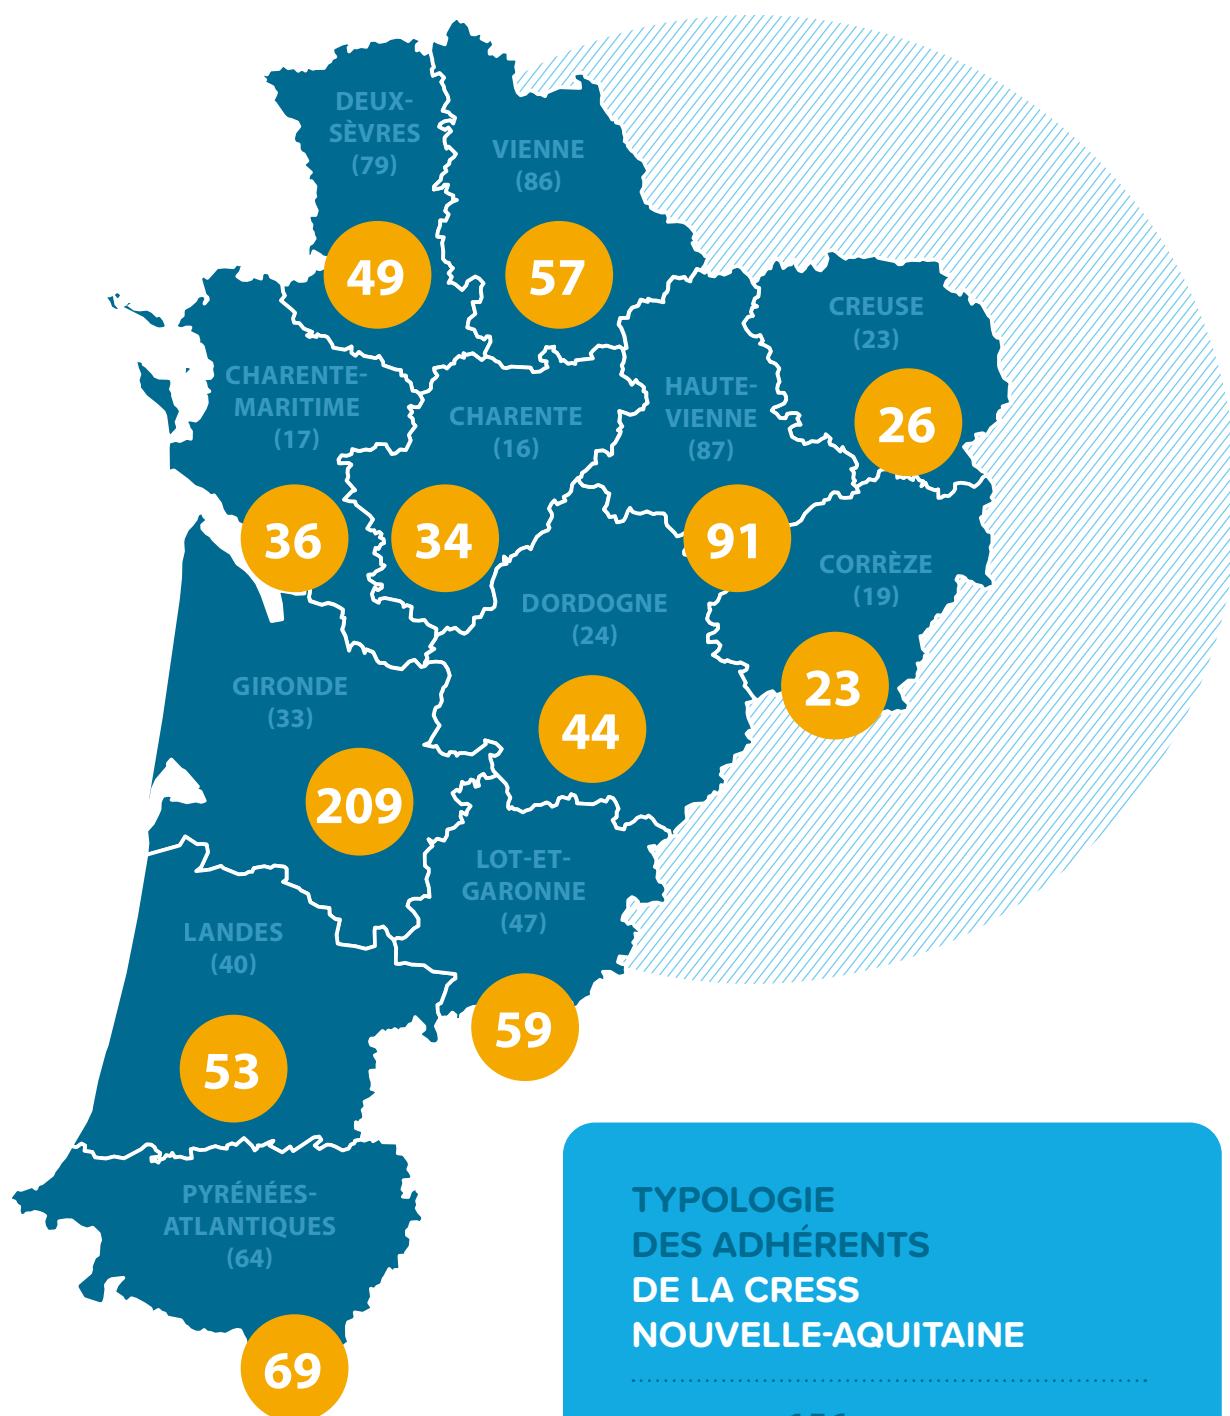 DEUX-
SÈVRES
(79)
49
VIENNE
(86)
57
CREUSE
(23)
26
CHARENTE-
MARITIME
(17)
36
CHARENTE
(16)
34
HAUTE-
VIENNE
(87)
91
CORRÈZE
(19)
23
DORDOGNE
(24)
44
GIRONDE
(33)
209
LOT-ET-
GARONNE
(47)
59
LANDES
(40)
53
PYRÉNÉES-
ATLANTIQUES
(64)
69
TYPOLOGIE
DES ADHÉRENTS
DE LA CRESS
NOUVELLE-AQUITAINE